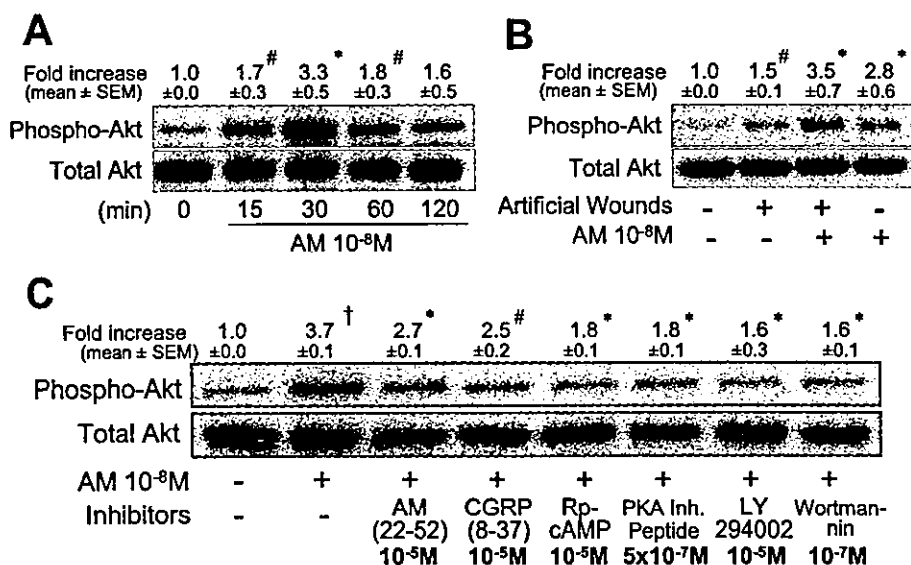 A
Fold increase 1.0 1.7# 3.3* 1.8# 1.6
(mean ± SEM) ±0.0 ±0.3 ±0.5 ±0.3 ±0.5
Phospho-Akt
Total Akt
(min) 0 15 30 60 120
AM 10⁻⁸M
B
Fold increase 1.0 1.5# 3.5* 2.8*
(mean ± SEM) ±0.0 ±0.1 ±0.7 ±0.6
Phospho-Akt
Total Akt
Artificial Wounds - + + -
AM 10⁻⁸M - - + +
C
Fold increase 1.0 3.7† 2.7* 2.5# 1.8* 1.8* 1.6* 1.6*
(mean ± SEM) ±0.0 ±0.1 ±0.1 ±0.2 ±0.1 ±0.1 ±0.3 ±0.1
Phospho-Akt
Total Akt
AM 10⁻⁸M - + + + + + + +
Inhibitors - - AM CGRP Rp- PKA Inh. LY Wortman-
(22-52) (8-37) cAMP Peptide 294002 nin
10⁻⁵M 10⁻⁵M 10⁻⁵M 5x10⁻⁷M 10⁻⁵M 10⁻⁷M